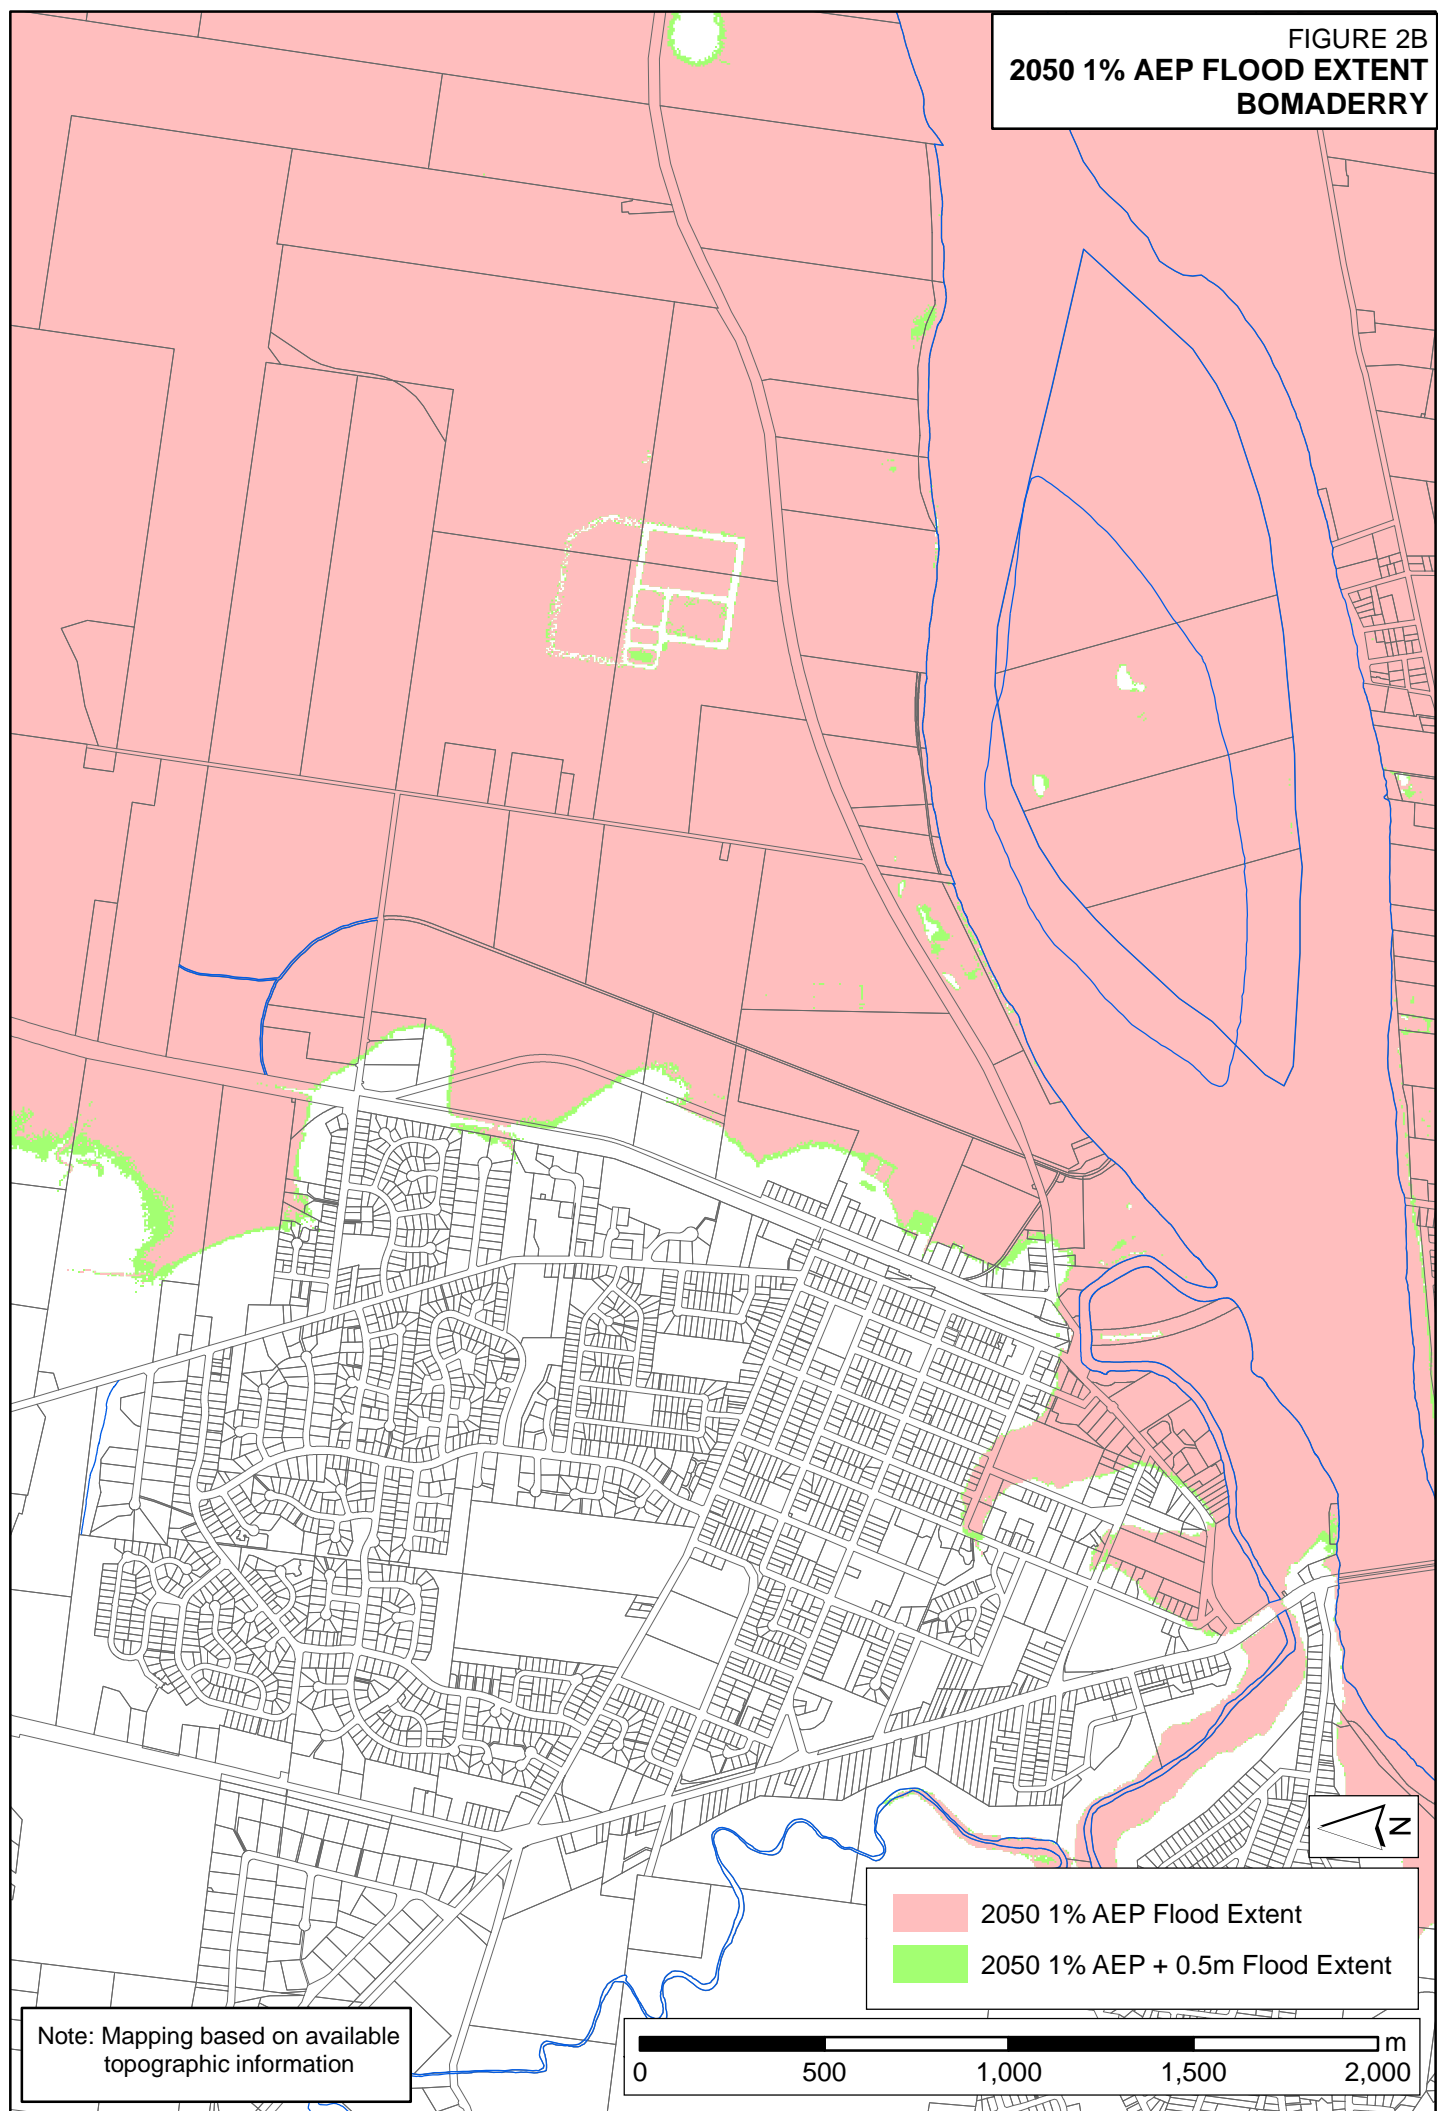 FIGURE 2B
2050 1% AEP FLOOD EXTENT
BOMADERRY
N
2050 1% AEP Flood Extent
2050 1% AEP + 0.5m Flood Extent
Note: Mapping based on available
topographic information
m
0 500 1,000 1,500 2,000